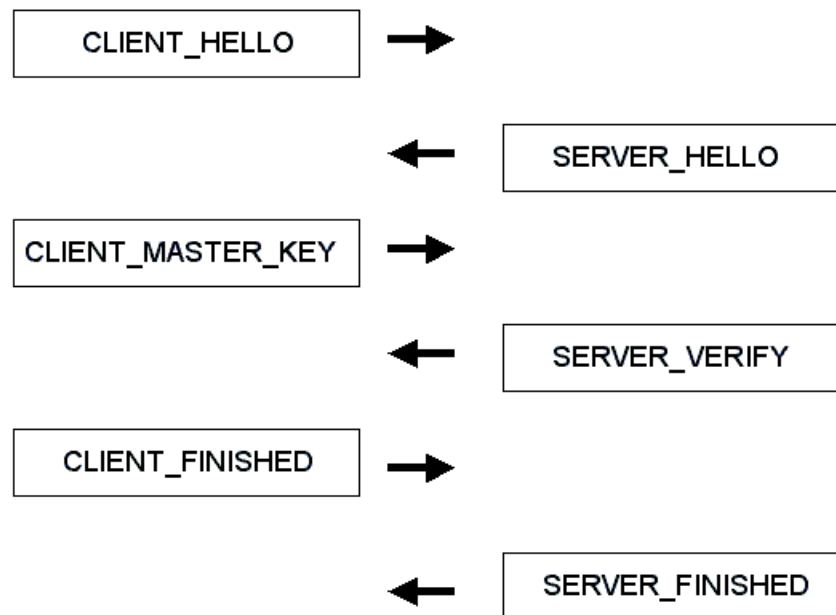 CLIENT_HELLO
SERVER_HELLO
CLIENT_MASTER_KEY
SERVER_VERIFY
CLIENT_FINISHED
SERVER_FINISHED